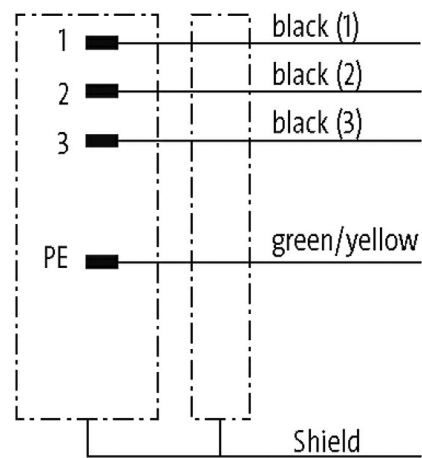 1 black (1)
2 black (2)
3 black (3)
PE green/yellow
Shield